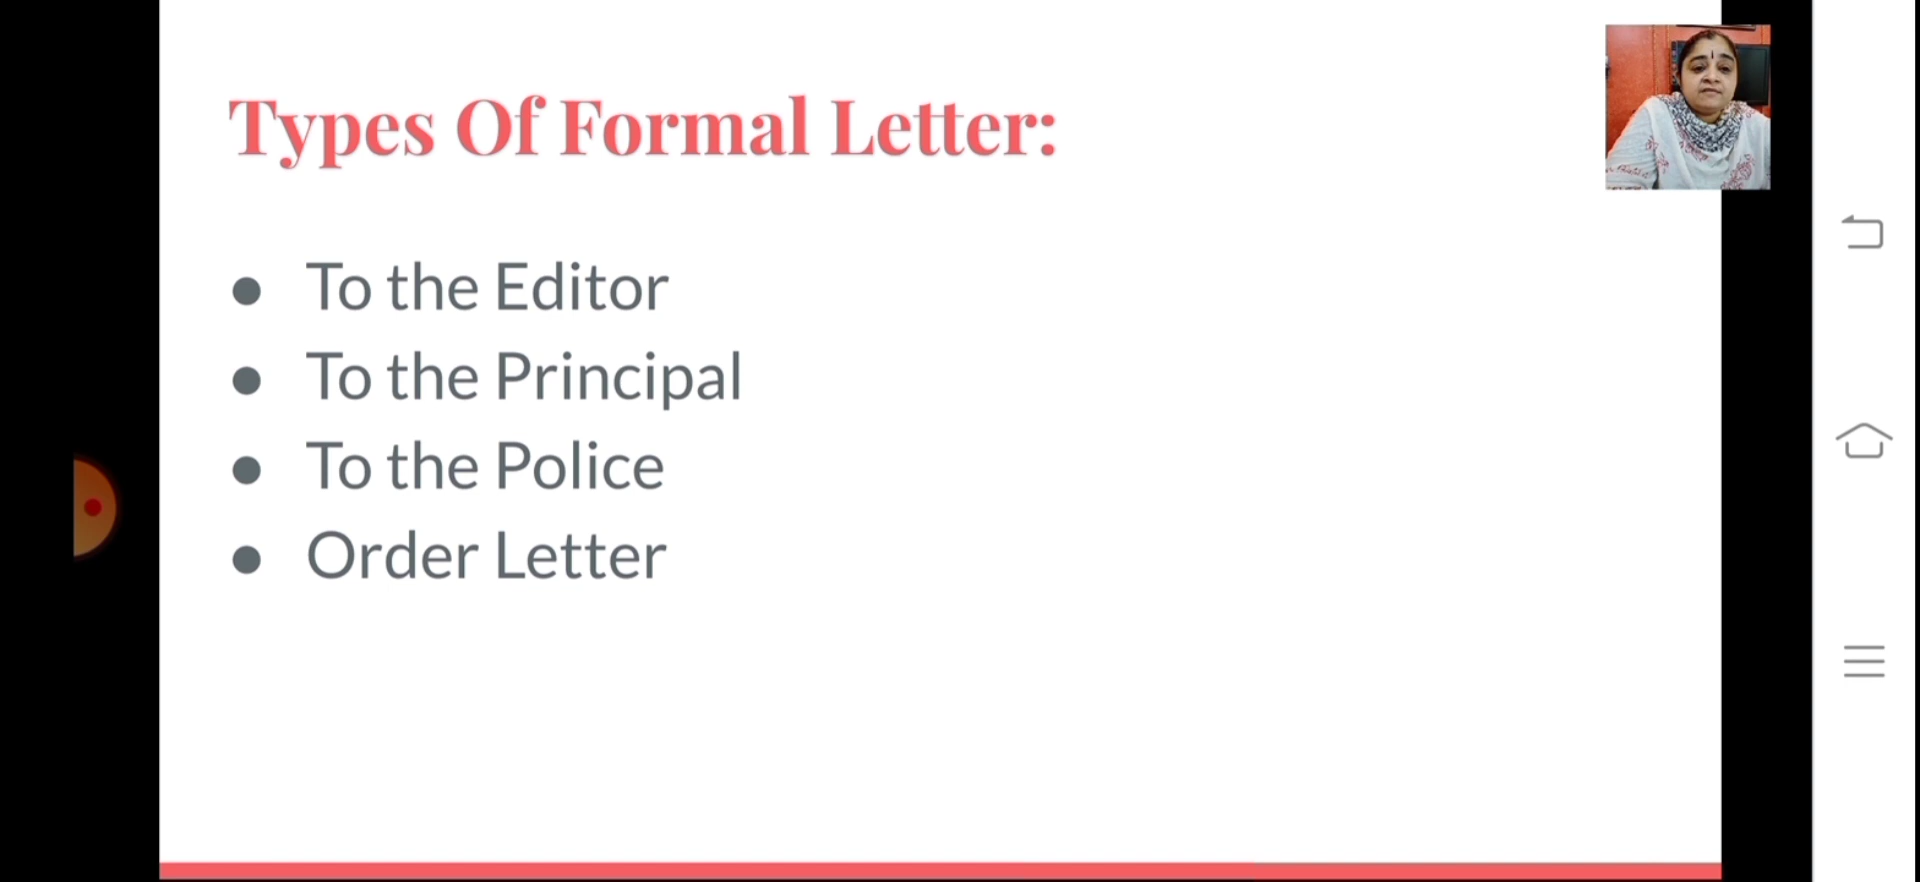 Types Of Formal Letter:
● To the Editor
● To the Principal
● To the Police
● Order Letter